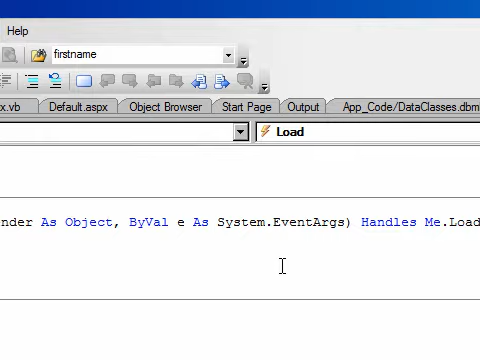 Help
firstname
x.vb Default.aspx Object Browser Start Page Output App_Code/DataClasses.dbm
Load
nder As Object, ByVal e As System.EventArgs) Handles Me.Load